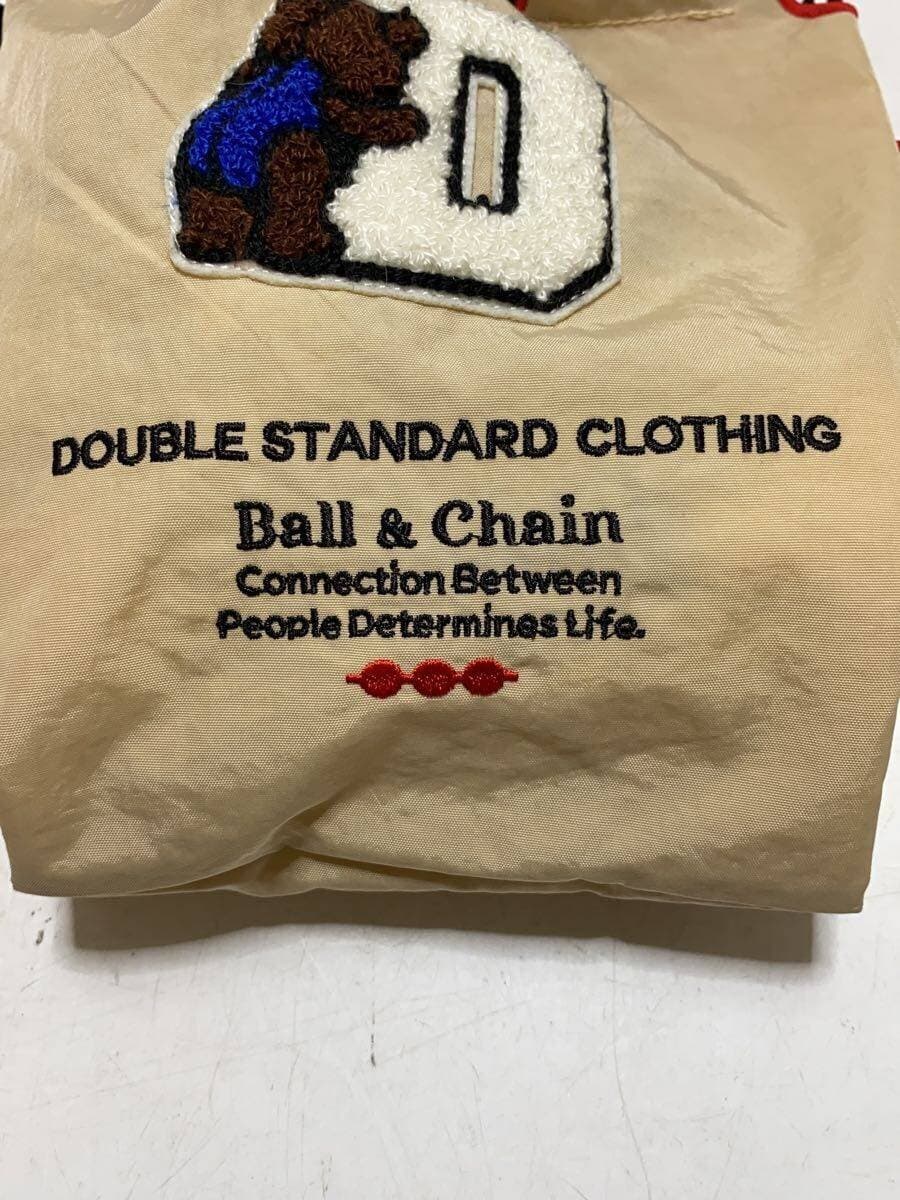 D
DOUBLE STANDARD CLOTHING
Ball & Chain
Connection Between
People Determines Life.